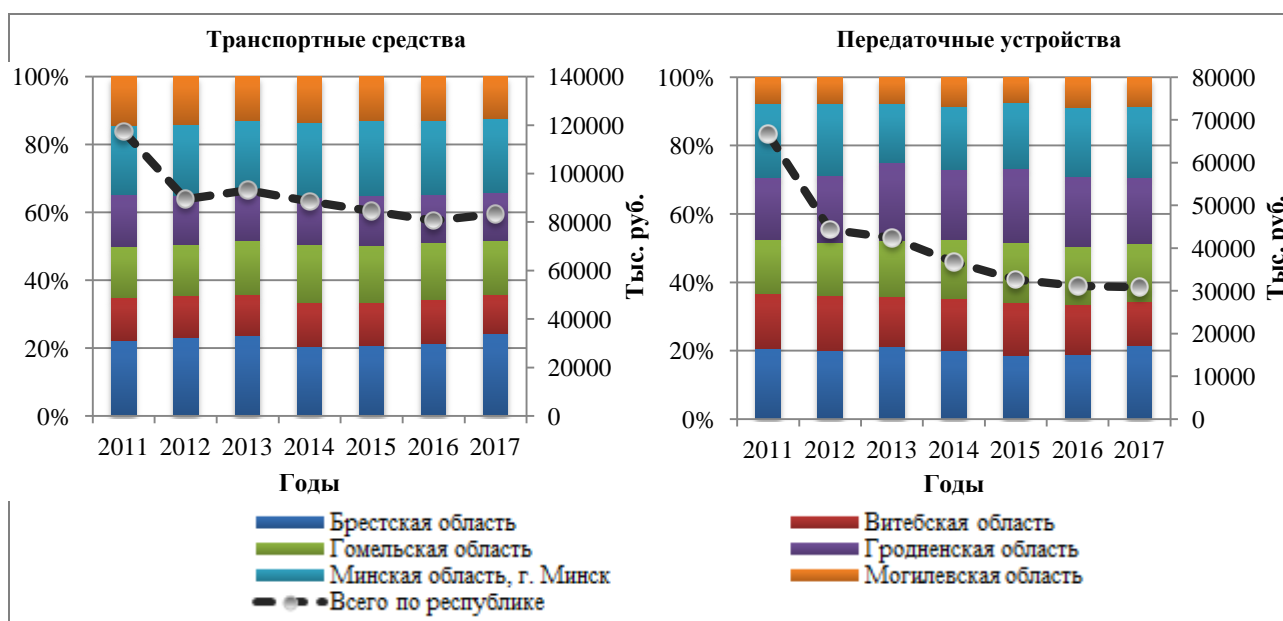 Транспортные средства
100%
80%
60%
40%
20%
0%
140000
120000
100000
80000
60000
40000
20000
0
Тыс. руб.
2011 2012 2013 2014 2015 2016 2017
Годы
Передаточные устройства
100%
80%
60%
40%
20%
0%
80000
70000
60000
50000
40000
30000
20000
10000
0
Тыс. руб.
2011 2012 2013 2014 2015 2016 2017
Годы
Брестская область
Витебская область
Гомельская область
Гродненская область
Минская область, г. Минск
Могилевская область
Всего по республике